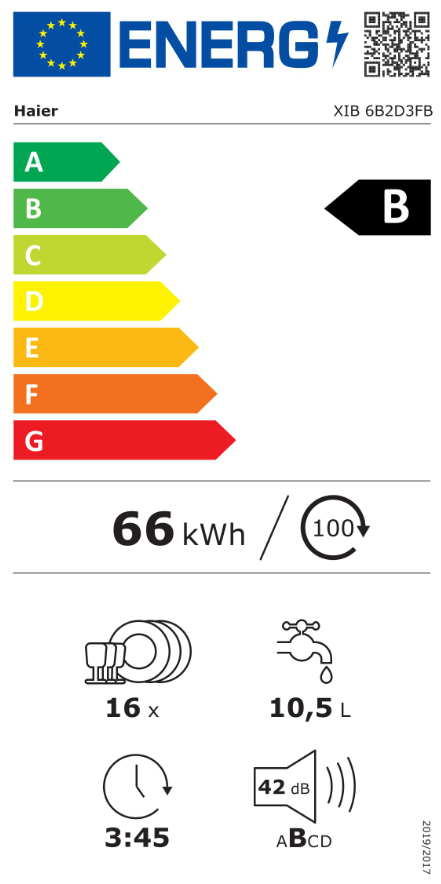 ENERG
Haier XIB 6B2D3FB
A
B
B
C
D
E
F
G
66 kWh / 100
16 x
10,5 L
42 dB
3:45
ABCD
2019/2017